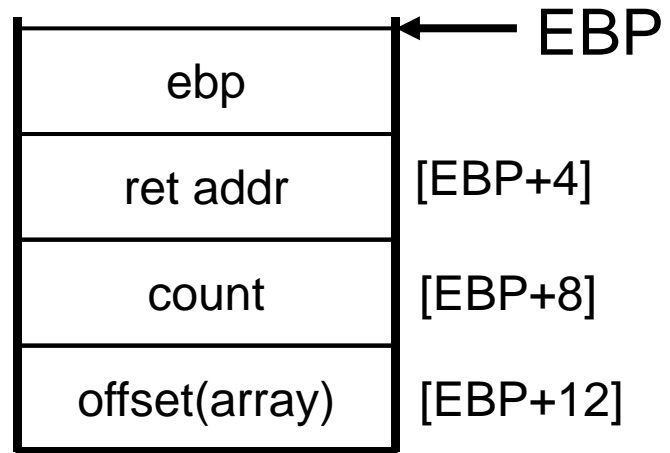 EBP
ebp
ret addr [EBP+4]
count [EBP+8]
offset(array) [EBP+12]